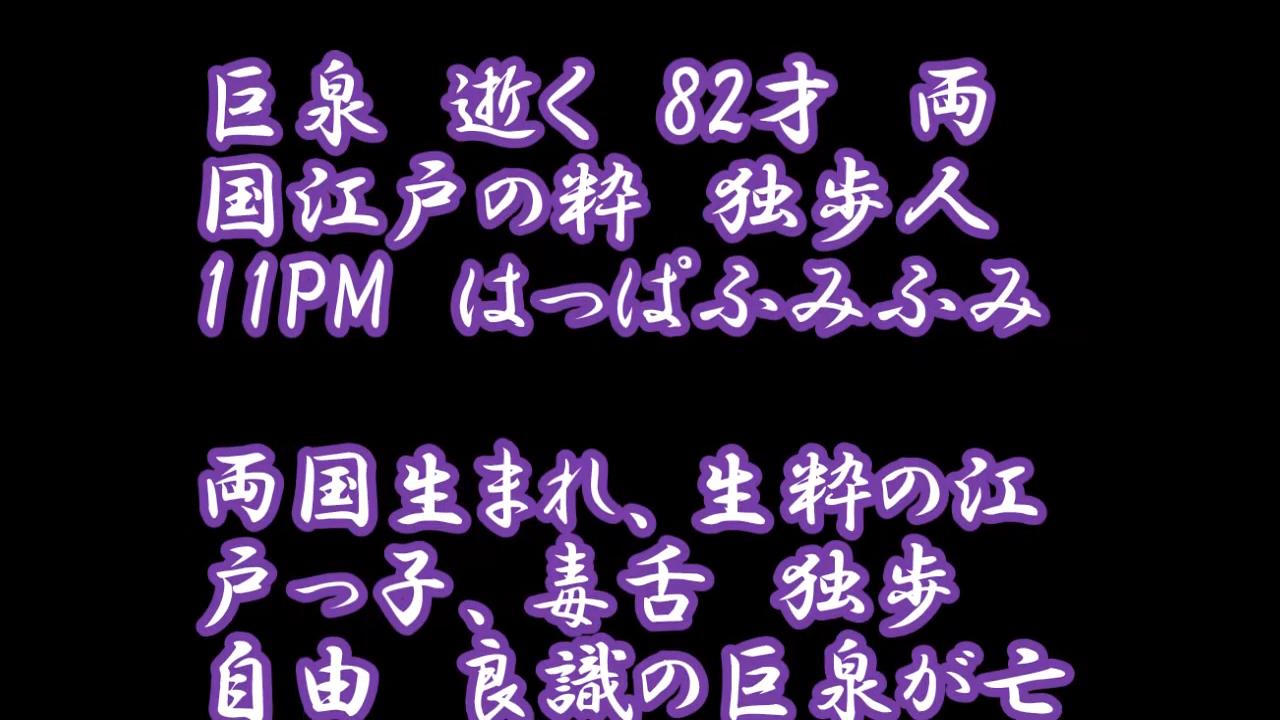 巨泉　逝く　82才　両
国江戸の粋　独歩人
11PM　はっぱふみふみ
両国生まれ、生粋の江
戸っ子、毒舌　独歩
自由　良識の巨泉が亡